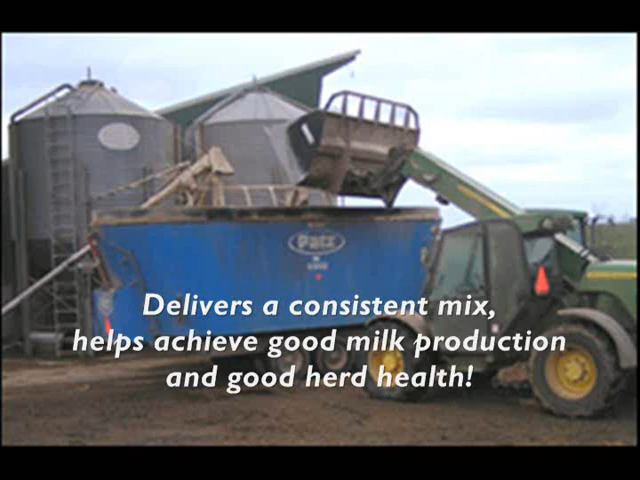 Patz
Delivers a consistent mix,
helps achieve good milk production
and good herd health!